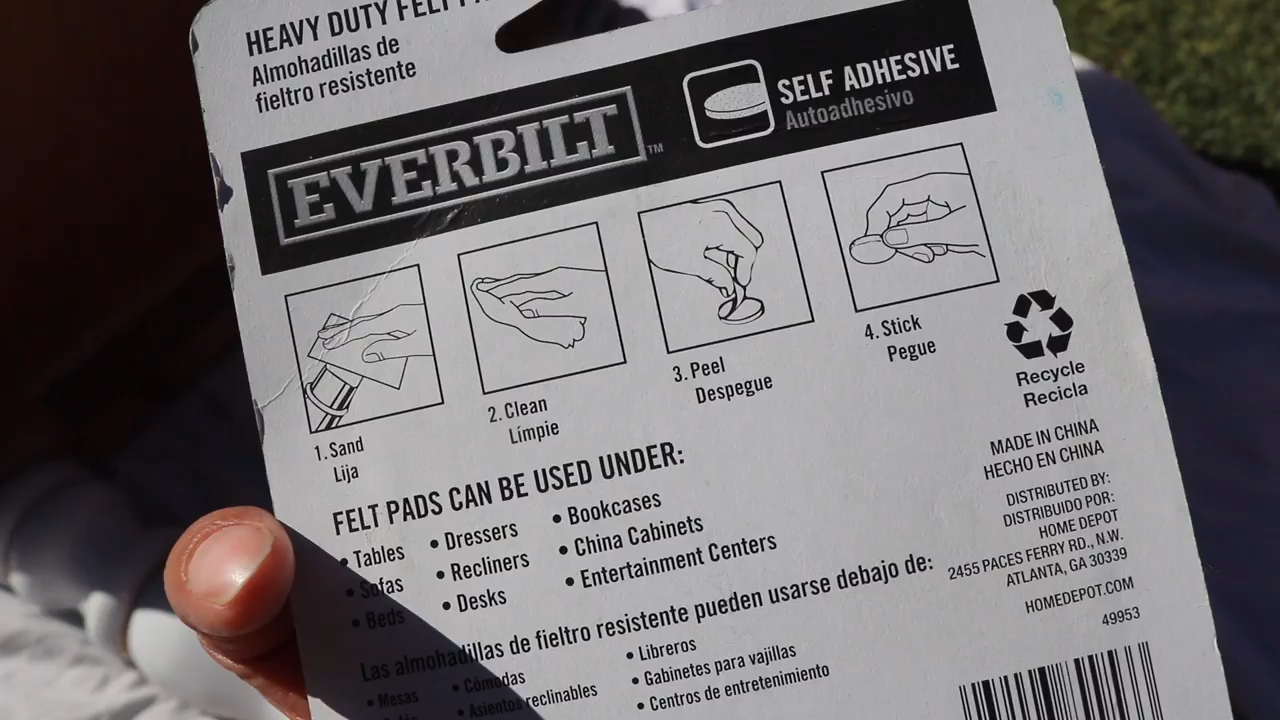 HEAVY DUTY FELT
Almohadillas de
fieltro resistente
EVERBILT™
SELF ADHESIVE
Autoadhesivo
1. Sand
Lija
2. Clean
Límpie
3. Peel
Despegue
4. Stick
Pegue
Recycle
Recicla
MADE IN CHINA
HECHO EN CHINA
DISTRIBUTED BY:
DISTRIBUIDO POR:
HOME DEPOT
2455 PACES FERRY RD., N.W.
ATLANTA, GA 30339
HOMEDEPOT.COM
49953
FELT PADS CAN BE USED UNDER:
• Tables
• Sofas
• Beds
• Dressers
• Recliners
• Desks
• Bookcases
• China Cabinets
• Entertainment Centers
Las almohadillas de fieltro resistente pueden usarse debajo de:
• Mesas
• Cómodas
• Asientos reclinables
• Libreros
• Gabinetes para vajillas
• Centros de entretenimiento